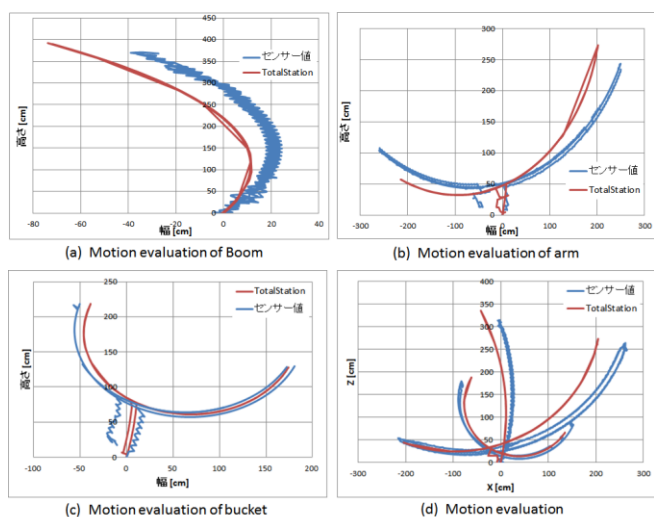 450
400
350
300
250
200
150
100
50
0
-80 -60 -40 -20 0 20 40
高さ [cm]
幅 [cm]
センサー値
TotalStation
(a) Motion evaluation of Boom
300
250
200
150
100
50
0
-300 -200 -100 0 100 200 300
高さ [cm]
幅 [cm]
センサー値
TotalStation
(b) Motion evaluation of arm
250
200
150
100
50
0
-100 -50 0 50 100 150 200
高さ [cm]
幅 [cm]
TotalStation
センサー値
(c) Motion evaluation of bucket
400
350
300
250
200
150
100
50
0
-300 -200 -100 0 100 200 300
Z
X [cm]
センサー値
TotalStation
(d) Motion evaluation